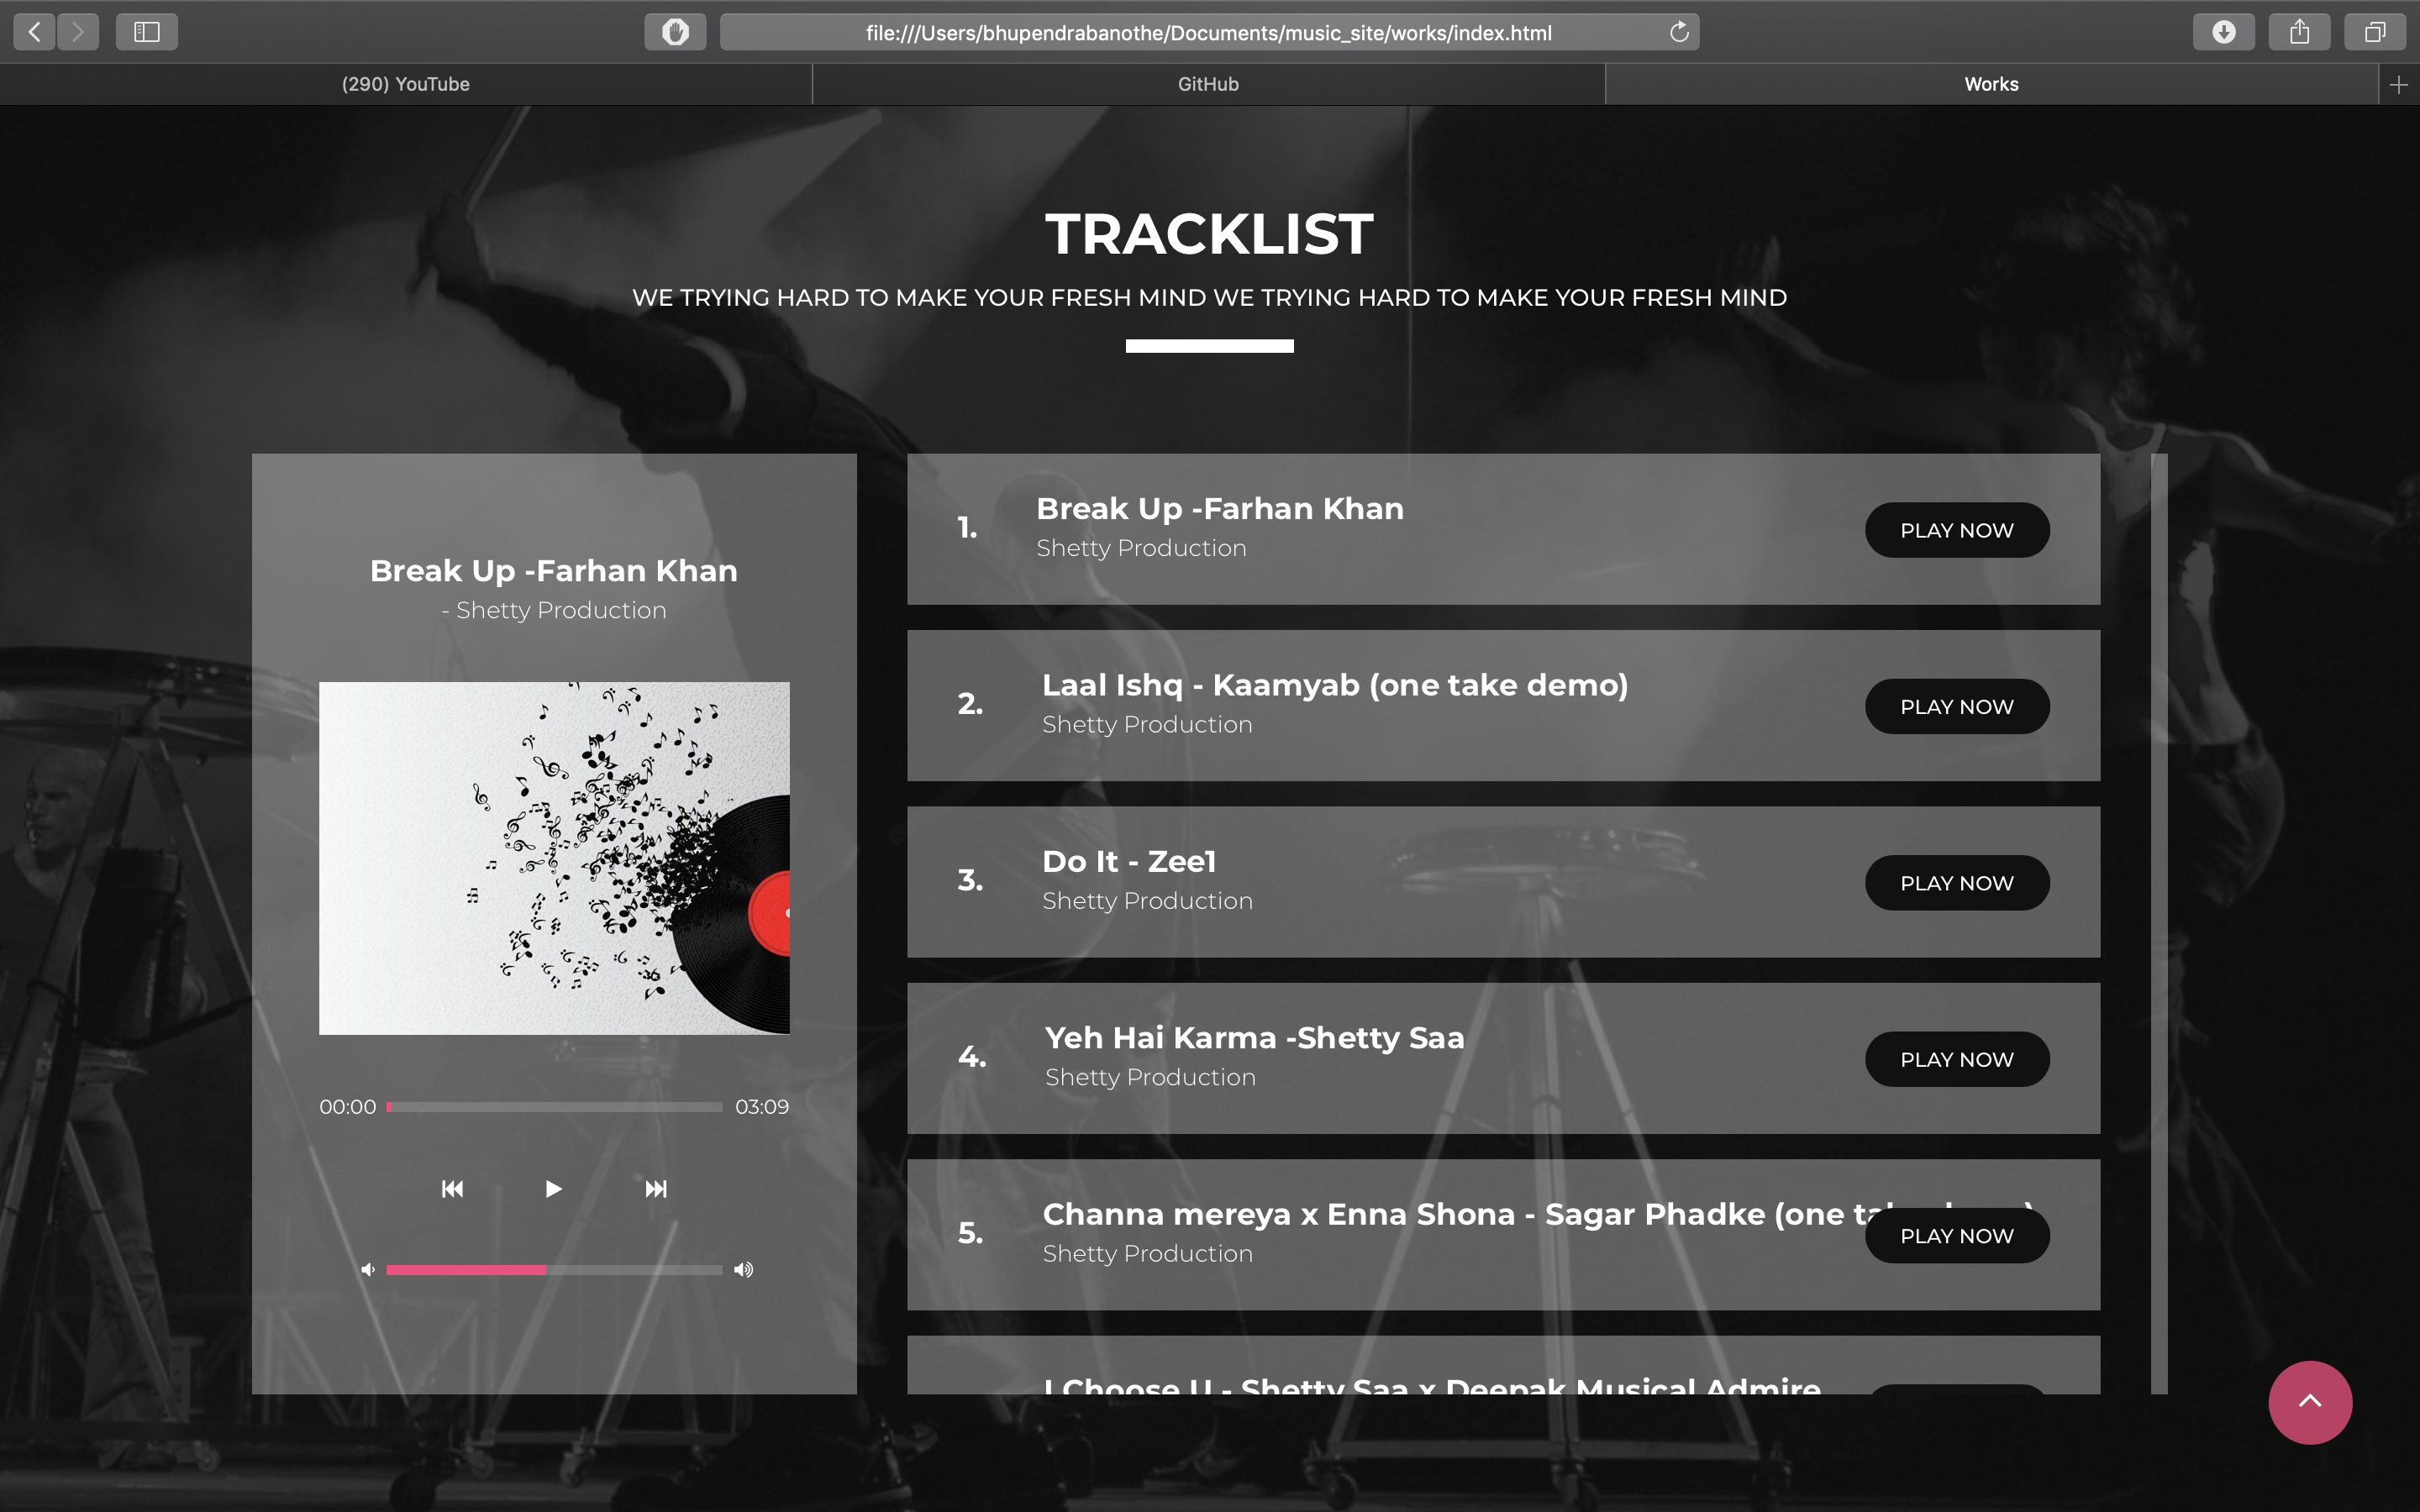 file:///Users/bhupendrabanothe/Documents/music_site/works/index.html
(290) YouTube
GitHub
Works
TRACKLIST
WE TRYING HARD TO MAKE YOUR FRESH MIND WE TRYING HARD TO MAKE YOUR FRESH MIND
Break Up -Farhan Khan
- Shetty Production
00:00
03:09
1.
Break Up -Farhan Khan
Shetty Production
PLAY NOW
2.
Laal Ishq - Kaamyab (one take demo)
Shetty Production
PLAY NOW
3.
Do It - Zee1
Shetty Production
PLAY NOW
4.
Yeh Hai Karma -Shetty Saa
Shetty Production
PLAY NOW
5.
Channa mereya x Enna Shona - Sagar Phadke (one
Shetty Production
PLAY NOW
I Choose U - Shetty Saa x Deepak Musical Admire